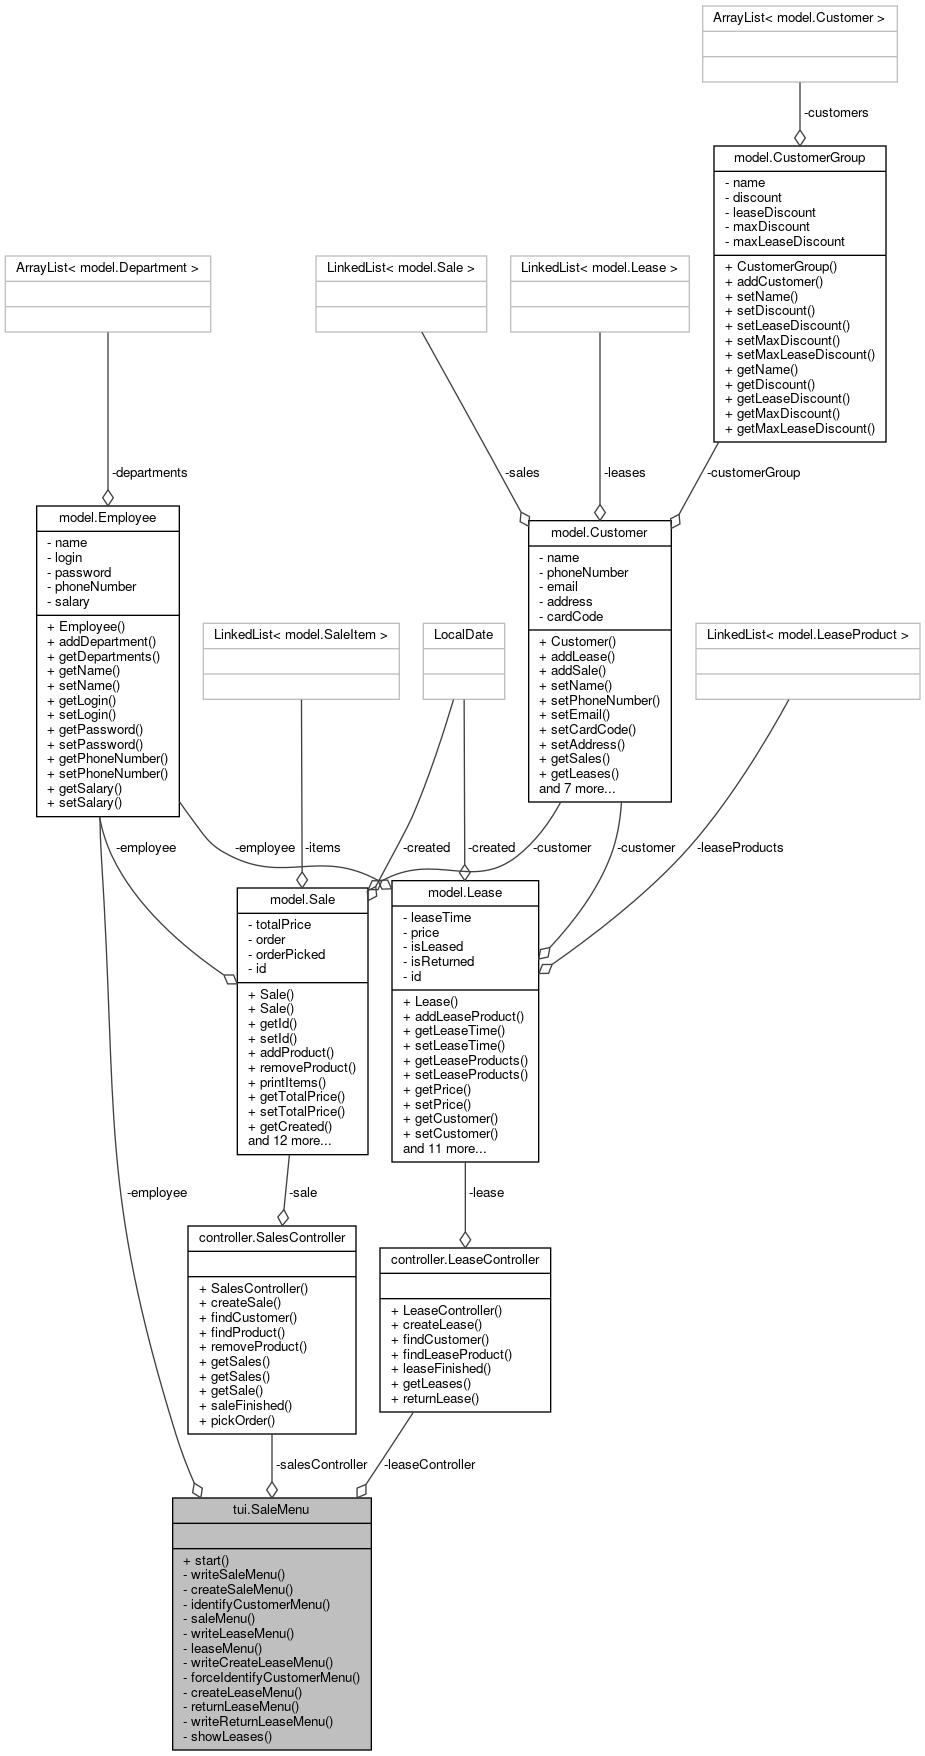 ArrayList< model.Customer >
-customers
model.CustomerGroup
- name
- discount
- leaseDiscount
- maxDiscount
- maxLeaseDiscount
+ CustomerGroup()
+ addCustomer()
+ setName()
+ setDiscount()
+ setLeaseDiscount()
+ setMaxDiscount()
+ setMaxLeaseDiscount()
+ getName()
+ getDiscount()
+ getLeaseDiscount()
+ getMaxDiscount()
+ getMaxLeaseDiscount()
ArrayList< model.Department >
LinkedList< model.Sale >
LinkedList< model.Lease >
-departments
-sales
-leases
-customerGroup
model.Employee
- name
- login
- password
- phoneNumber
- salary
+ Employee()
+ addDepartment()
+ getDepartments()
+ getName()
+ setName()
+ getLogin()
+ setLogin()
+ getPassword()
+ setPassword()
+ getPhoneNumber()
+ setPhoneNumber()
+ getSalary()
+ setSalary()
model.Customer
- name
- phoneNumber
- email
- address
- cardCode
+ Customer()
+ addLease()
+ addSale()
+ setName()
+ setPhoneNumber()
+ setEmail()
+ setCardCode()
+ setAddress()
+ getSales()
+ getLeases()
and 7 more...
LinkedList< model.SaleItem >
LocalDate
LinkedList< model.LeaseProduct >
-employee
-employee
-items
-created
-created
-customer
-customer
-leaseProducts
model.Sale
- totalPrice
- order
- orderPicked
- id
+ Sale()
+ Sale()
+ getId()
+ setId()
+ addProduct()
+ removeProduct()
+ printItems()
+ getTotalPrice()
+ setTotalPrice()
+ getCreated()
and 12 more...
model.Lease
- leaseTime
- price
- isLeased
- isReturned
- id
+ Lease()
+ addLeaseProduct()
+ getLeaseTime()
+ setLeaseTime()
+ getLeaseProducts()
+ setLeaseProducts()
+ getPrice()
+ setPrice()
+ getCustomer()
+ setCustomer()
and 11 more...
-employee
-sale
-lease
controller.SalesController
+ SalesController()
+ createSale()
+ findCustomer()
+ findProduct()
+ removeProduct()
+ getSales()
+ getSales()
+ getSale()
+ saleFinished()
+ pickOrder()
controller.LeaseController
+ LeaseController()
+ createLease()
+ findCustomer()
+ findLeaseProduct()
+ leaseFinished()
+ getLeases()
+ returnLease()
-salesController
-leaseController
tui.SaleMenu
+ start()
- writeSaleMenu()
- createSaleMenu()
- identifyCustomerMenu()
- saleMenu()
- writeLeaseMenu()
- leaseMenu()
- writeCreateLeaseMenu()
- forceIdentifyCustomerMenu()
- createLeaseMenu()
- returnLeaseMenu()
- writeReturnLeaseMenu()
- showLeases()